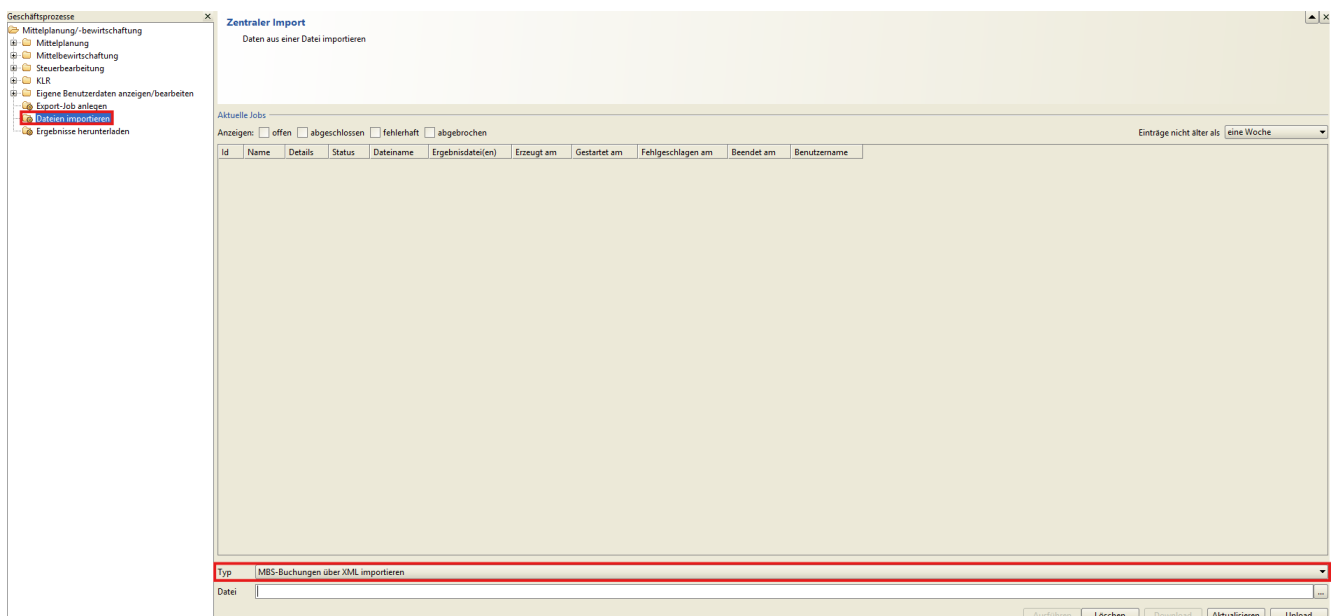 Geschäftsprozesse
Mittelplanung/-bewirtschaftung
Mittelplanung
Mittelbewirtschaftung
Steuerbearbeitung
KLR
Eigene Benutzerdaten anzeigen/bearbeiten
Export-Job anlegen
Dateien importieren
Ergebnisse herunterladen
Zentraler Import
Daten aus einer Datei importieren
Aktuelle Jobs
Anzeigen: offen abgeschlossen fehlerhaft abgebrochen Einträge nicht älter als eine Woche
Id Name Details Status Dateiname Ergebnisdatei(en) Erzeugt am Gestartet am Fehlgeschlagen am Beendet am Benutzername
Typ MBS-Buchungen über XML importieren
Datei ...
Ausführen Löschen Download Aktualisieren Upload